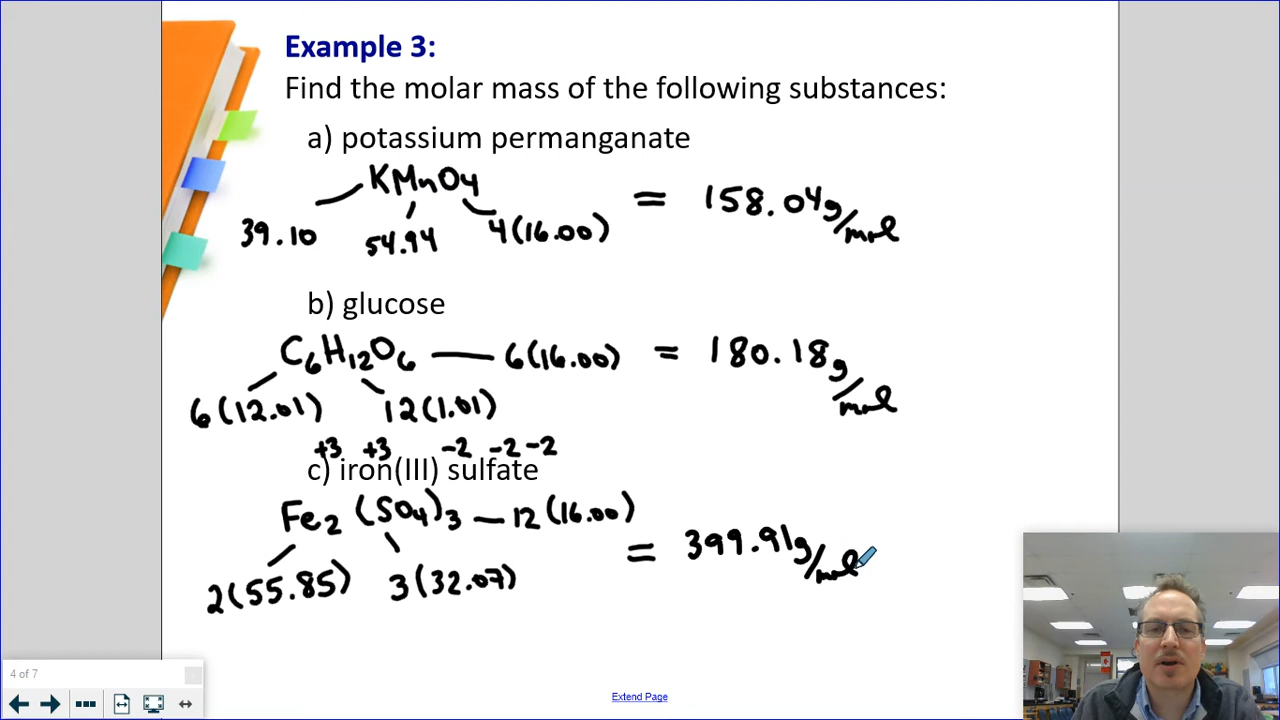 Example 3:
Find the molar mass of the following substances:
a) potassium permanganate
KMnO4 = 158.04g/mol
39.10 54.94 4(16.00)
b) glucose
C6H12O6 — 6(16.00) = 180.18g/mol
6(12.01) 12(1.01)
+3 +3 -2 -2 -2
c) iron(III) sulfate
Fe2(SO4)3 — 12(16.00) = 399.91g/mol
2(55.85) 3(32.07)
4 of 7
Extend Page